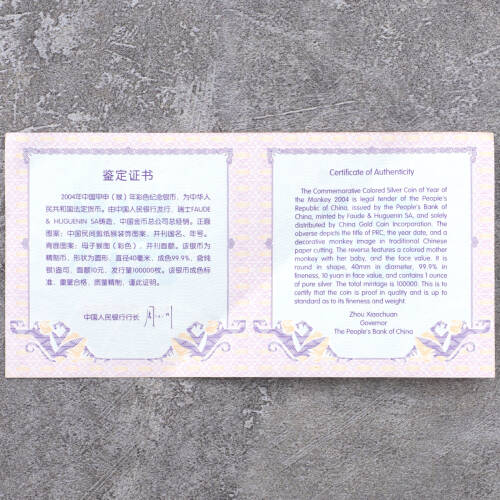 鉴定证书
2004年中国甲申（猴）年彩色纪念银币，为中华人
民共和国法定货币。由中国人民银行发行，瑞士FAUDE
& HUGUENIN SA铸造，中国金币总公司总经销。正面
图案：中国民间剪纸猴装饰图案，并刊国名、年号。
背面图案：母子猴图（彩色），并刊面额。该银币为
精制币，形状为圆形，直径40毫米，成色99.9%，含纯
银1盎司，面额10元，发行量100000枚。该银币成色标
准，重量合格，质量精制，谨此证明。
中国人民银行行长
Certificate of Authenticity
The Commemorative Colored Silver Coin of Year of
the Monkey 2004 is legal tender of the People's
Republic of China, issued by the People's Bank of
China, minted by Faude & Huguenin SA, and solely
distributed by China Gold Coin Incorporation. The
obverse depicts the title of PRC, the year date, and a
decorative monkey image in traditional Chinese
paper cutting. The reverse features a colored mother
monkey with her baby, and the face value. It is
round in shape, 40mm in diameter, 99.9% in
fineness, 10 yuan in face value, and contains 1 ounce
of pure silver. The total mintage is 100000. This is to
certify that the coin is proof in quality and is up to
standard as to its fineness and weight.
Zhou Xiaochuan
Governor
The People's Bank of China